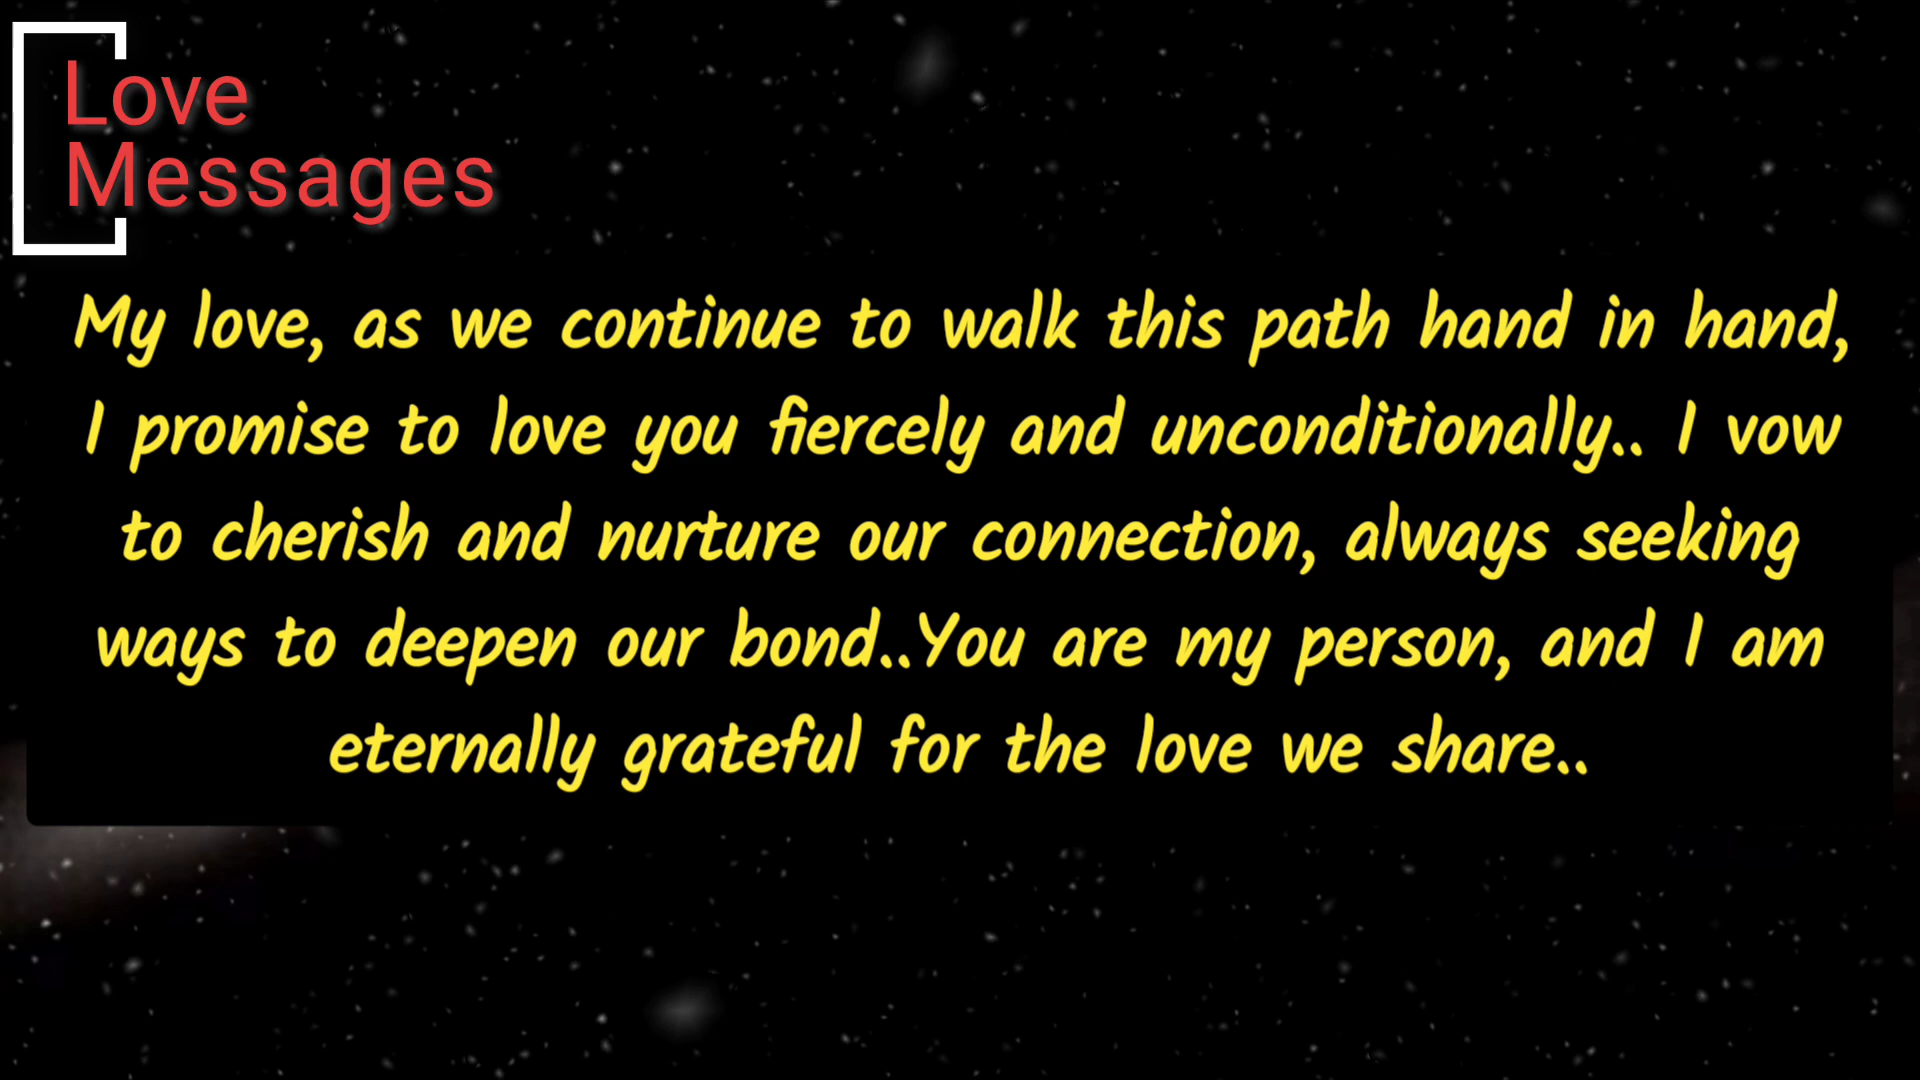 Love
Messages
My love, as we continue to walk this path hand in hand,
I promise to love you fiercely and unconditionally.. I vow
to cherish and nurture our connection, always seeking
ways to deepen our bond..You are my person, and I am
eternally grateful for the love we share..